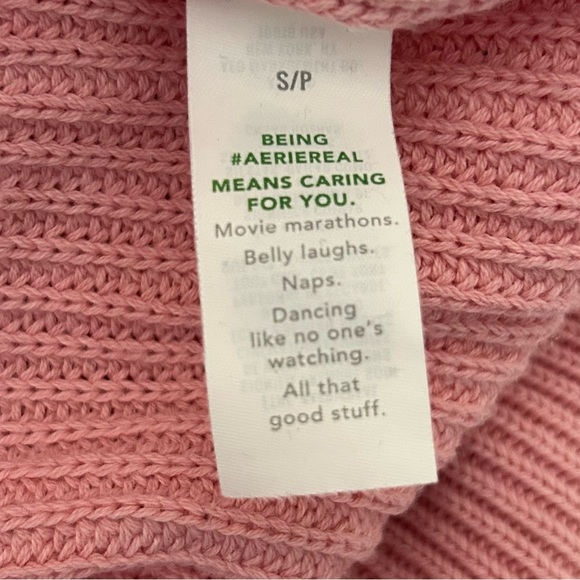 S/P
BEING
#AERIEREAL
MEANS CARING
FOR YOU.
Movie marathons.
Belly laughs.
Naps.
Dancing
like no one's
watching.
All that
good stuff.